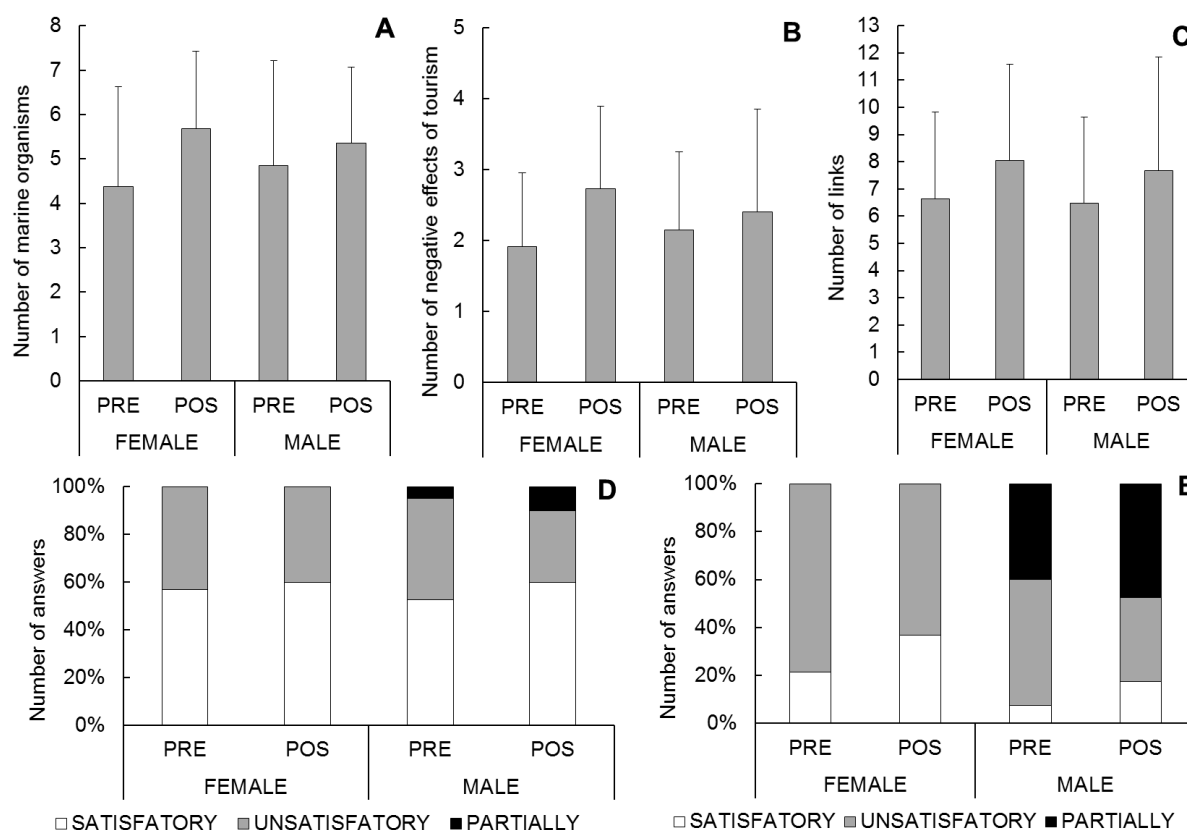 A
Number of marine organisms
8
7
6
5
4
3
2
1
0
PRE POS PRE POS
FEMALE MALE
B
Number of negative effects of tourism
5
4
3
2
1
0
PRE POS PRE POS
FEMALE MALE
C
Number of links
13
12
11
10
9
8
7
6
5
4
3
2
1
0
PRE POS PRE POS
FEMALE MALE
D
Number of answers
100%
80%
60%
40%
20%
0%
PRE POS PRE POS
FEMALE MALE
SATISFATORY UNSATISFATORY PARTIALLY
E
Number of answers
100%
80%
60%
40%
20%
0%
PRE POS PRE POS
FEMALE MALE
SATISFATORY UNSATISFATORY PARTIALLY